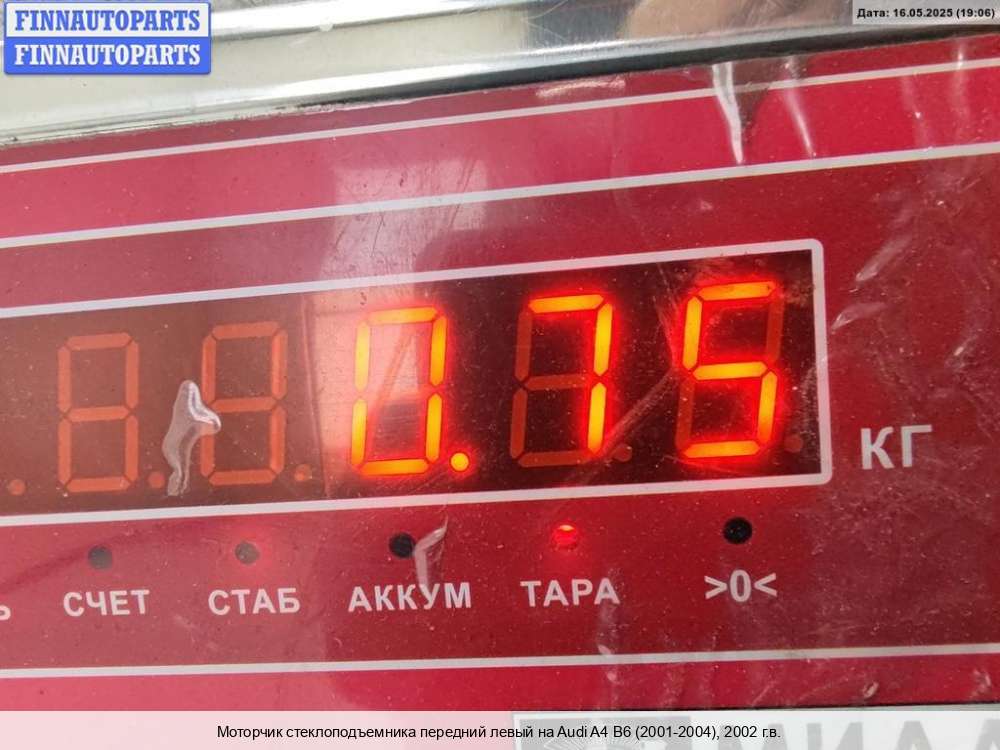 FINNAUTOPARTS
FINNAUTOPARTS
Дата: 16.05.2025 (19:06)
0.75
КГ
СЧЕТ СТАБ АККУМ ТАРА >0<
Моторчик стеклоподъемника передний левый на Audi A4 B6 (2001-2004), 2002 г.в.